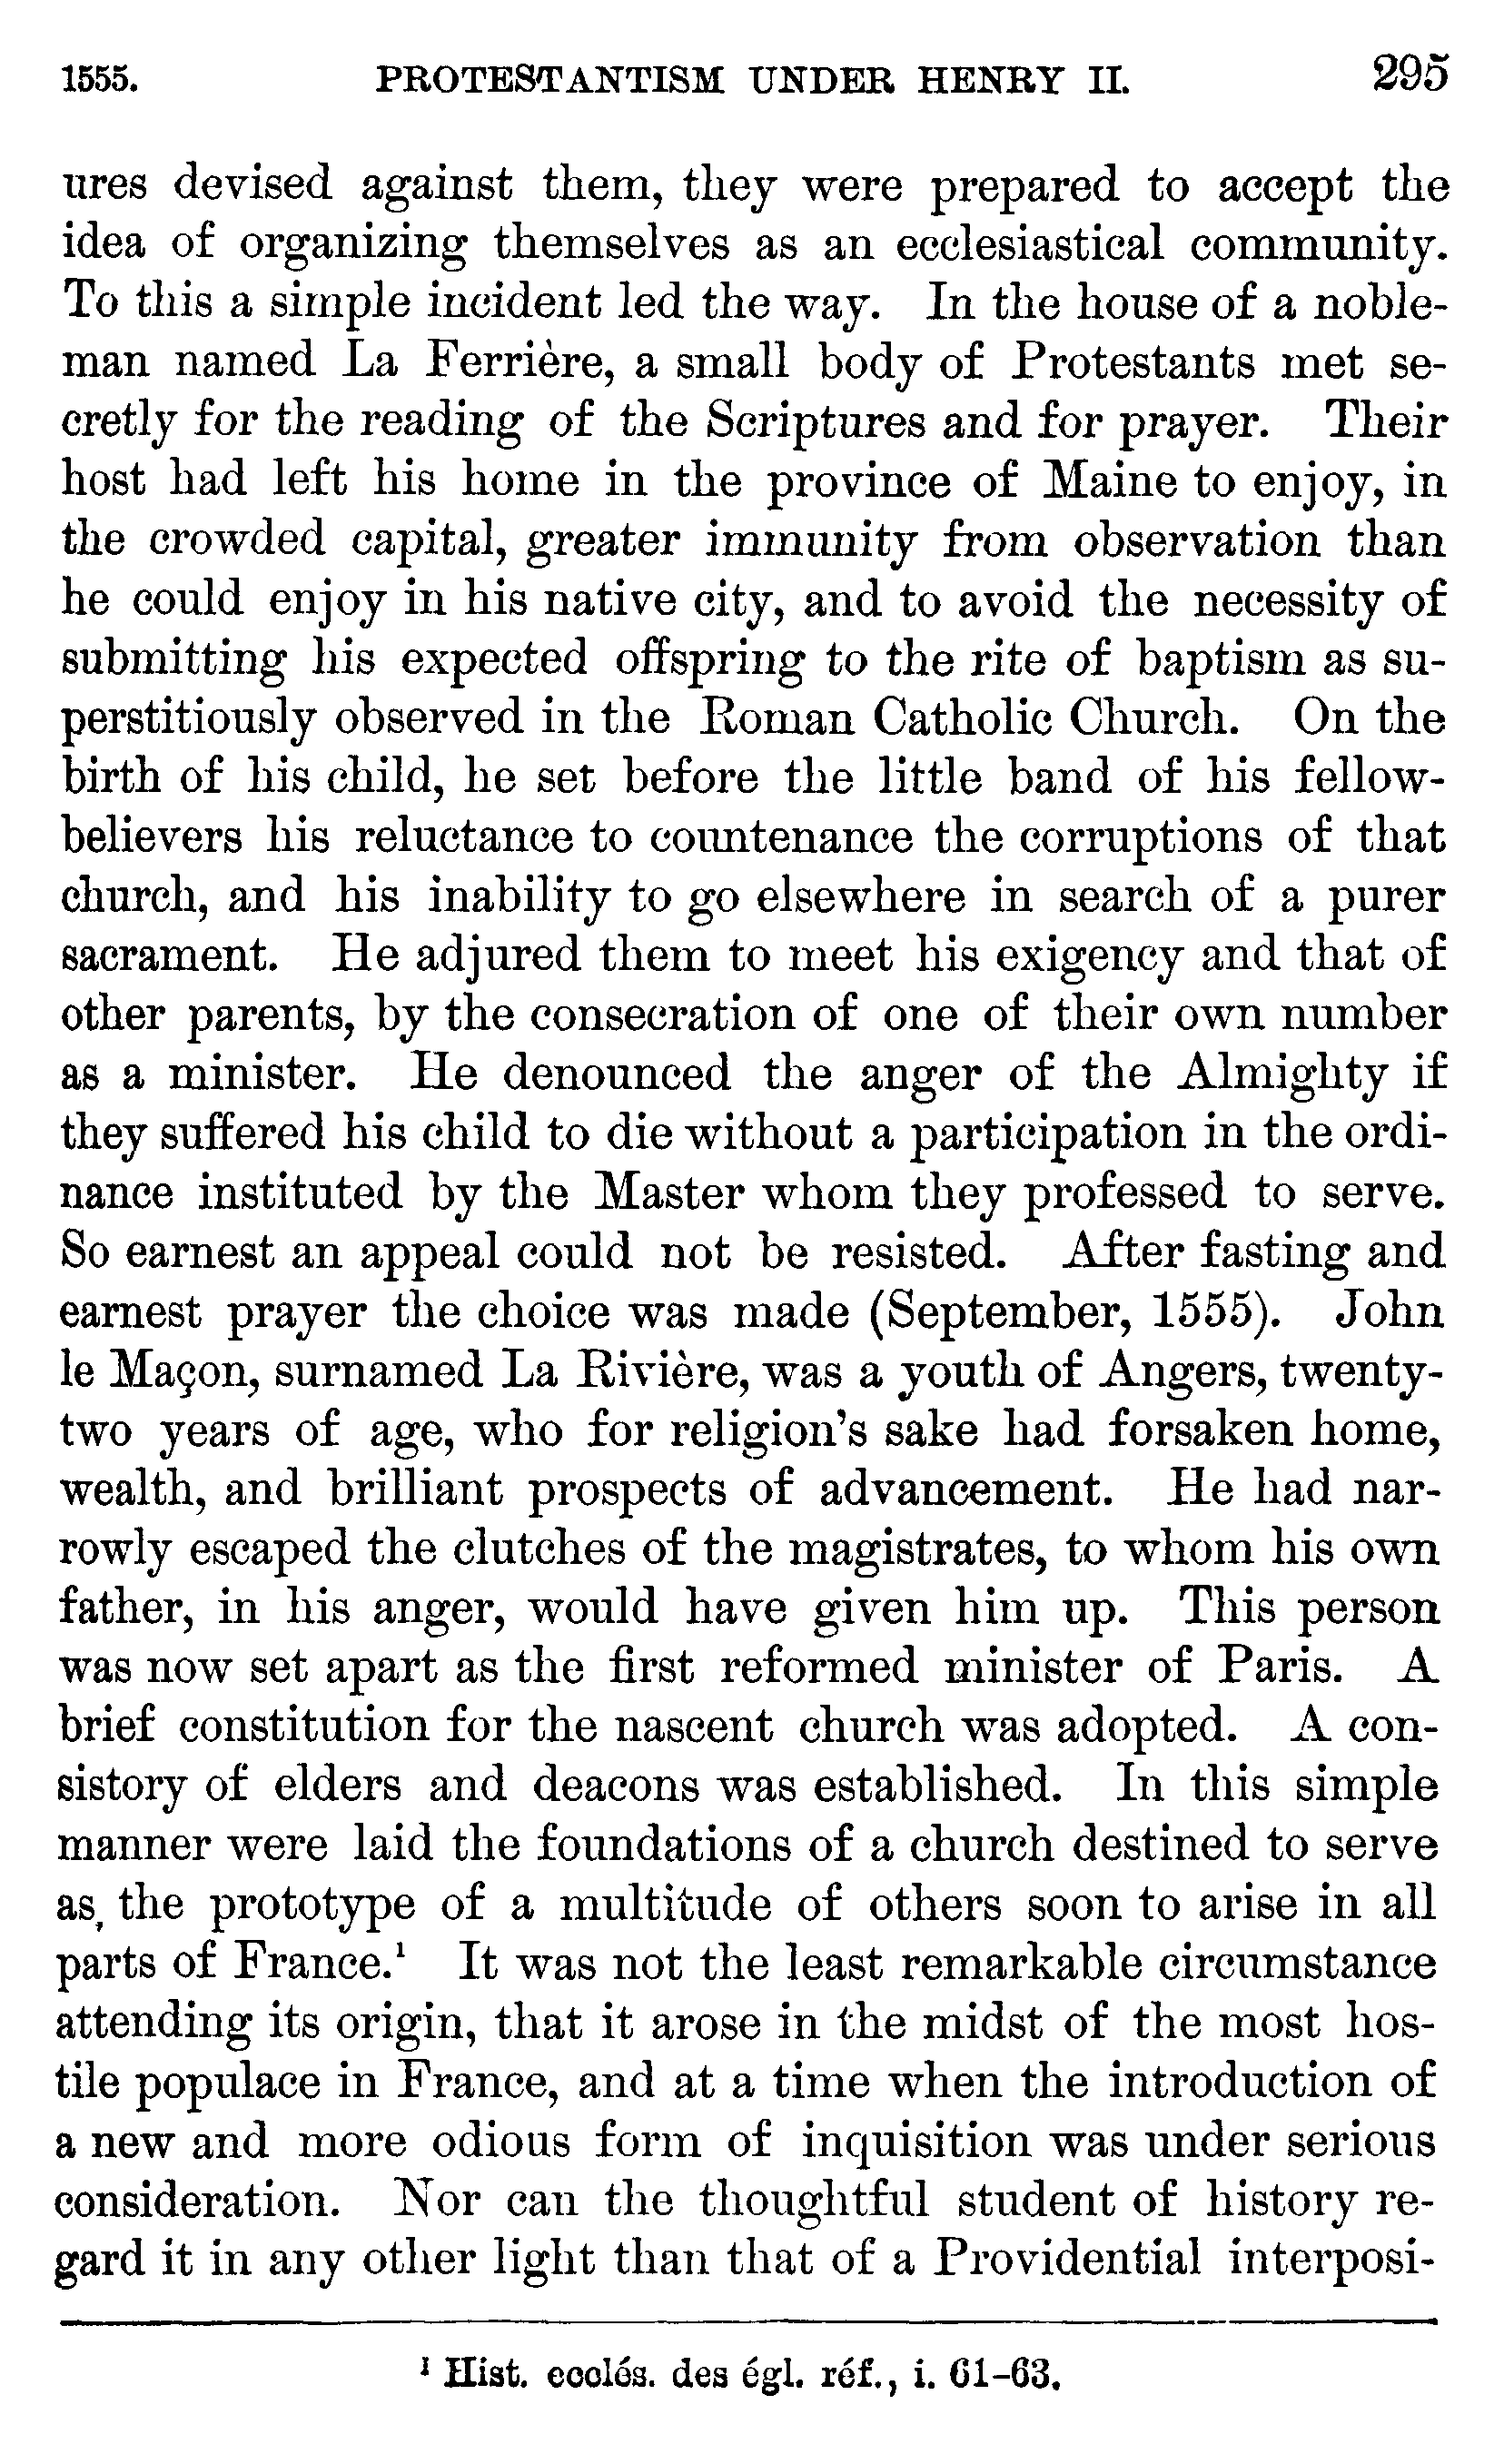 1555. PROTESTANTISM UNDER HENRY II. 295
ures devised against them, they were prepared to accept the
idea of organizing themselves as an ecclesiastical community.
To this a simple incident led the way. In the house of a noble-
man named La Ferrière, a small body of Protestants met se-
cretly for the reading of the Scriptures and for prayer. Their
host had left his home in the province of Maine to enjoy, in
the crowded capital, greater immunity from observation than
he could enjoy in his native city, and to avoid the necessity of
submitting his expected offspring to the rite of baptism as su-
perstitiously observed in the Roman Catholic Church. On the
birth of his child, he set before the little band of his fellow-
believers his reluctance to countenance the corruptions of that
church, and his inability to go elsewhere in search of a purer
sacrament. He adjured them to meet his exigency and that of
other parents, by the consecration of one of their own number
as a minister. He denounced the anger of the Almighty if
they suffered his child to die without a participation in the ordi-
nance instituted by the Master whom they professed to serve.
So earnest an appeal could not be resisted. After fasting and
earnest prayer the choice was made (September, 1555). John
le Maçon, surnamed La Rivière, was a youth of Angers, twenty-
two years of age, who for religion's sake had forsaken home,
wealth, and brilliant prospects of advancement. He had nar-
rowly escaped the clutches of the magistrates, to whom his own
father, in his anger, would have given him up. This person
was now set apart as the first reformed minister of Paris. A
brief constitution for the nascent church was adopted. A con-
sistory of elders and deacons was established. In this simple
manner were laid the foundations of a church destined to serve
as, the prototype of a multitude of others soon to arise in all
parts of France.¹ It was not the least remarkable circumstance
attending its origin, that it arose in the midst of the most hos-
tile populace in France, and at a time when the introduction of
a new and more odious form of inquisition was under serious
consideration. Nor can the thoughtful student of history re-
gard it in any other light than that of a Providential interposi-
¹ Hist. ecclés. des égl. réf., i. 61-63.